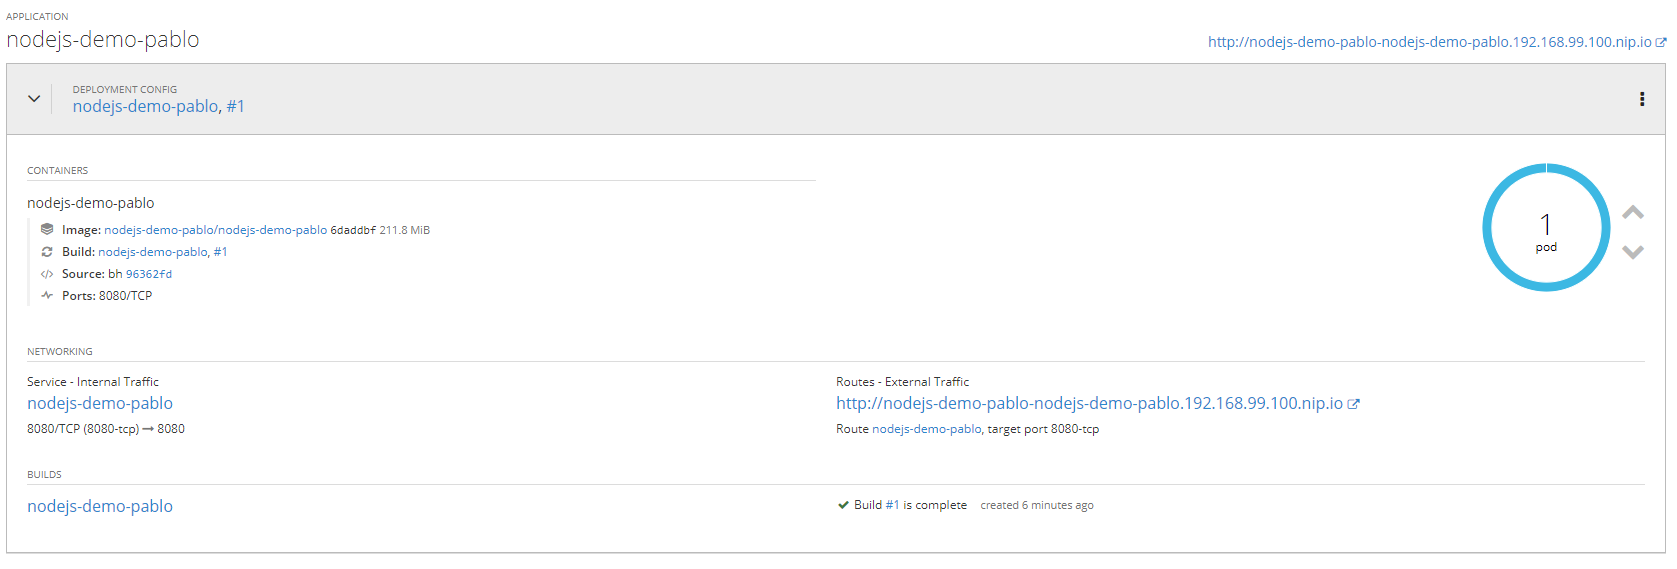 APPLICATION
nodejs-demo-pablo
http://nodejs-demo-pablo-nodejs-demo-pablo.192.168.99.100.nip.io
DEPLOYMENT CONFIG
nodejs-demo-pablo, #1
CONTAINERS
nodejs-demo-pablo
Image: nodejs-demo-pablo/nodejs-demo-pablo 6daddbf 211.8 MiB
Build: nodejs-demo-pablo, #1
Source: bh 96362fd
Ports: 8080/TCP
1
pod
NETWORKING
Service - Internal Traffic
nodejs-demo-pablo
8080/TCP (8080-tcp) → 8080
Routes - External Traffic
http://nodejs-demo-pablo-nodejs-demo-pablo.192.168.99.100.nip.io
Route nodejs-demo-pablo, target port 8080-tcp
BUILDS
nodejs-demo-pablo
Build #1 is complete created 6 minutes ago